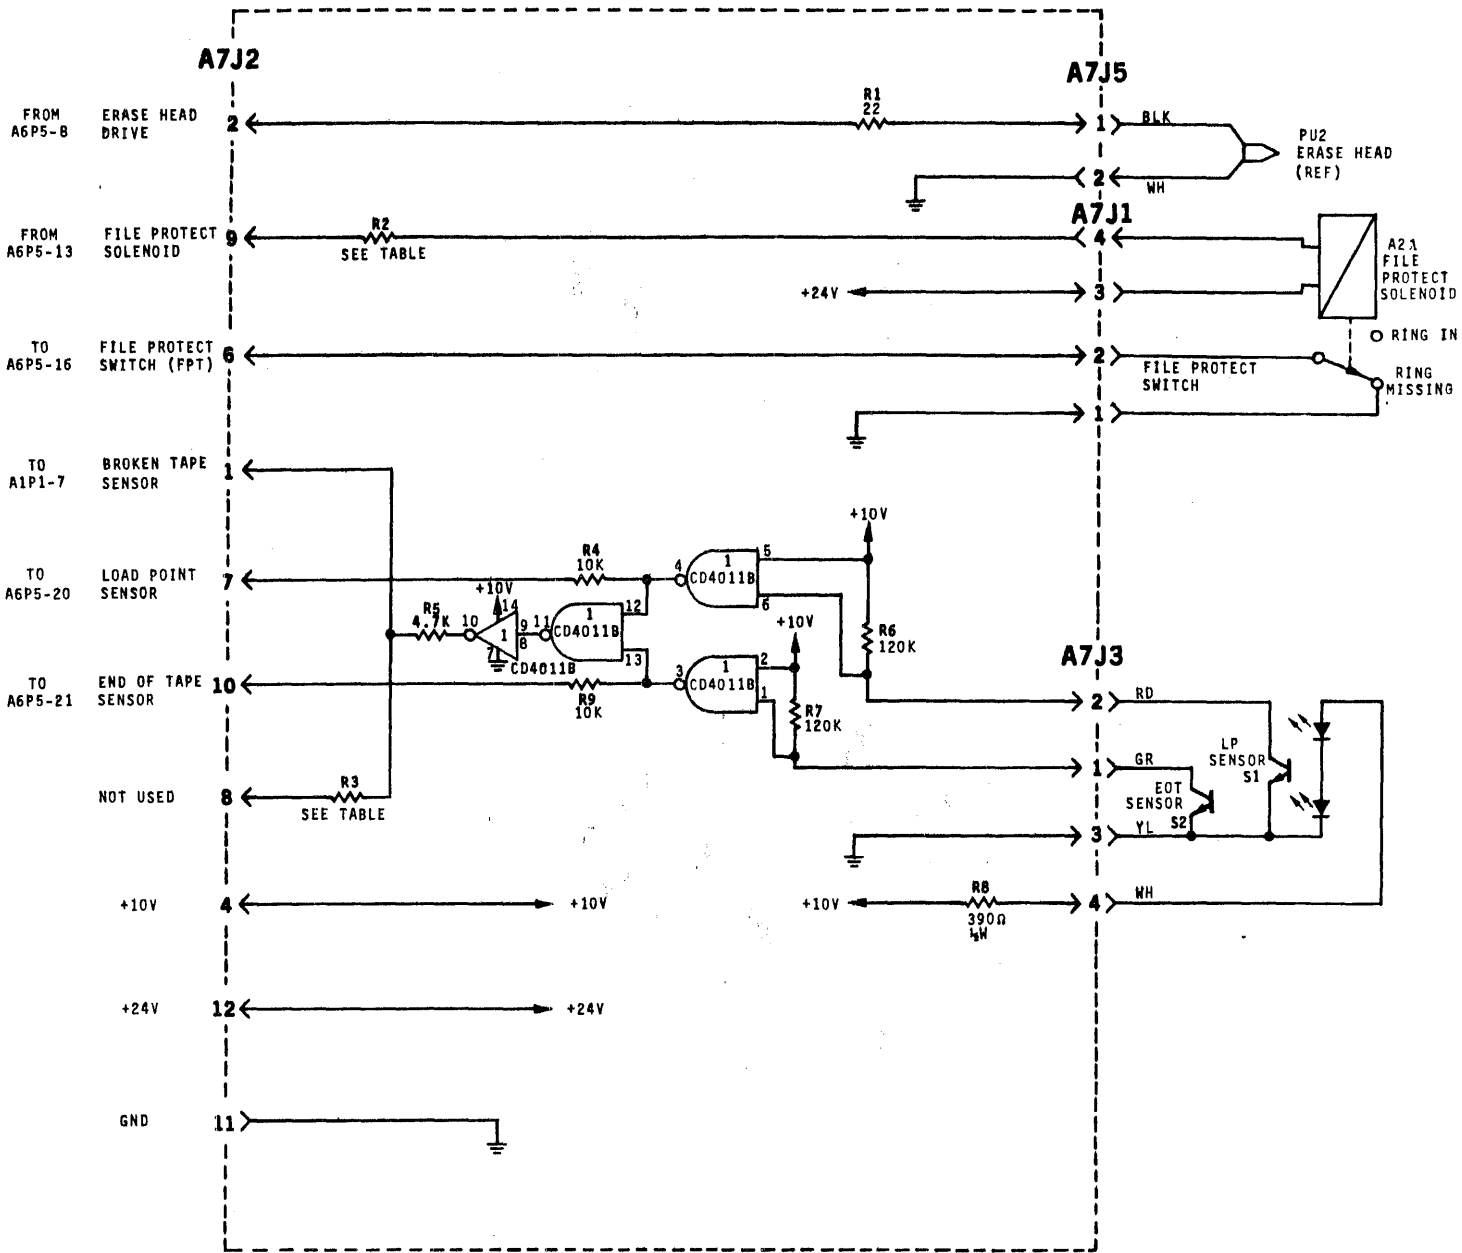 A7J2
A7J5
FROM
A6P5-8
ERASE HEAD
DRIVE
2
R1
22
1
BLK
PU2
ERASE HEAD
(REF)
2
WH
A7J1
FROM
A6P5-13
FILE PROTECT
SOLENOID
9
R2
SEE TABLE
4
FILE
PROTECT
SOLENOID
+24V
3
RING IN
TO
A6P5-16
FILE PROTECT
SWITCH (FPT)
6
2
FILE PROTECT
SWITCH
RING
MISSING
1
TO
A1P1-7
BROKEN TAPE
SENSOR
1
+10V
TO
A6P5-20
LOAD POINT
SENSOR
7
R4
10K
4
1
CD4011B
5
6
+10V
14
R5
4.7K
10
1
7
9
8
CD4011B
11
1
CD4011B
12
13
+10V
R6
120K
A7J3
TO
A6P5-21
END OF TAPE
SENSOR
10
R9
10K
3
1
CD4011B
2
1
R7
120K
2
RD
LP
SENSOR
S1
1
GR
EOT
SENSOR
S2
NOT USED
8
R3
SEE TABLE
3
YL
+10V
4
+10V
+10V
R8
390Ω
½W
4
WH
+24V
12
+24V
GND
11